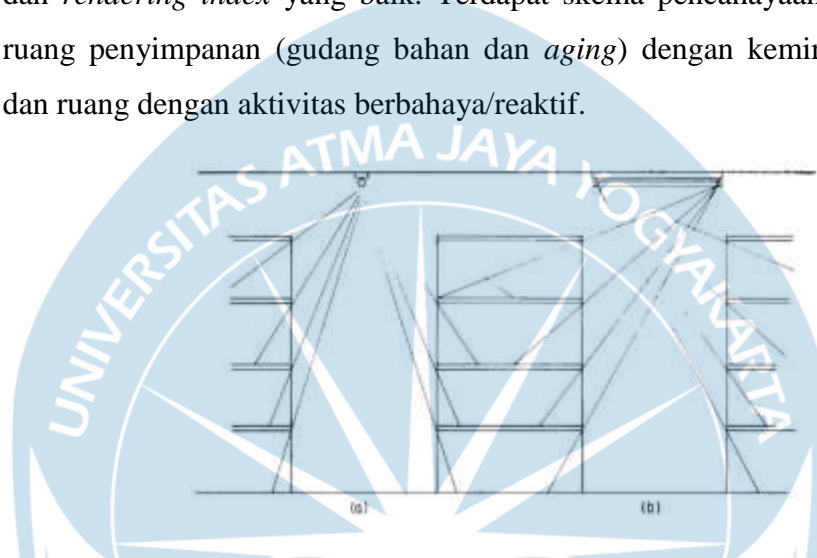 dan rendering index yang baik. Terdapat skema pencahayaan
ruang penyimpanan (gudang bahan dan aging) dengan kemir
dan ruang dengan aktivitas berbahaya/reaktif.
UNIVERSITAS ATMA JAYA YOGYAKARTA
(a) (b)